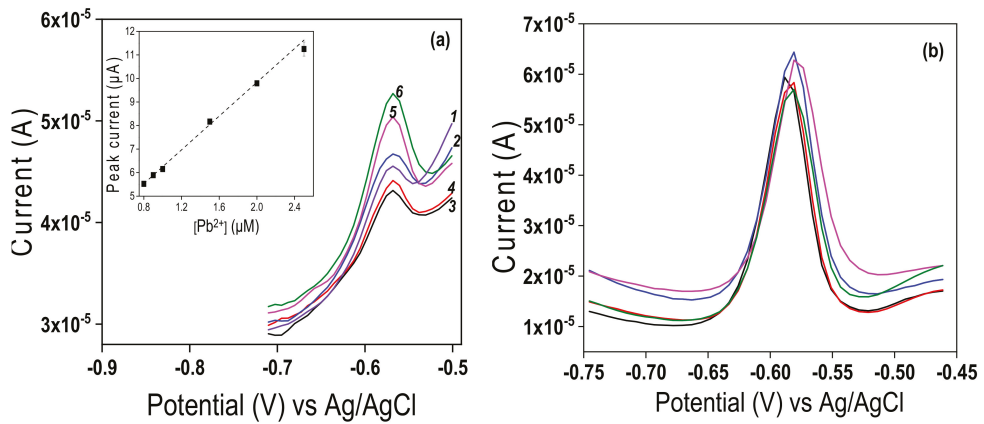 6x10⁻⁵
5x10⁻⁵
4x10⁻⁵
3x10⁻⁵
Current (A)
-0.9
-0.8
-0.7
-0.6
-0.5
Potential (V) vs Ag/AgCl
(a)
1
2
3
4
5
6
12
11
10
9
8
7
6
5
Peak current (µA)
0.8
1.2
1.6
2.0
2.4
[Pb²⁺] (µM)
7x10⁻⁵
6x10⁻⁵
5x10⁻⁵
4x10⁻⁵
3x10⁻⁵
2x10⁻⁵
1x10⁻⁵
Current (A)
-0.75
-0.70
-0.65
-0.60
-0.55
-0.50
-0.45
Potential (V) vs Ag/AgCl
(b)